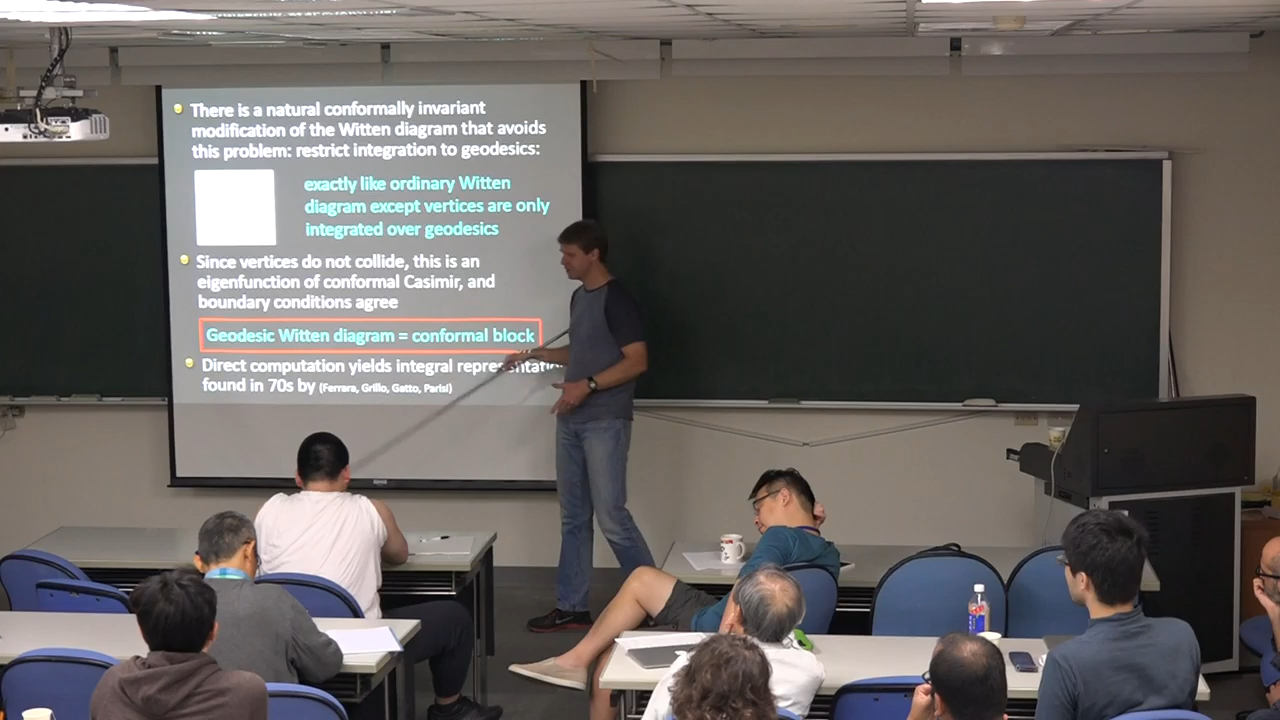 There is a natural conformally invariant
modification of the Witten diagram that avoids
this problem: restrict integration to geodesics:
exactly like ordinary Witten
diagram except vertices are only
integrated over geodesics
Since vertices do not collide, this is an
eigenfunction of conformal Casimir, and
boundary conditions agree
Geodesic Witten diagram = conformal block
Direct computation yields integral
found in 70s by (Ferrara, Grillo, Gatto, Parisi)